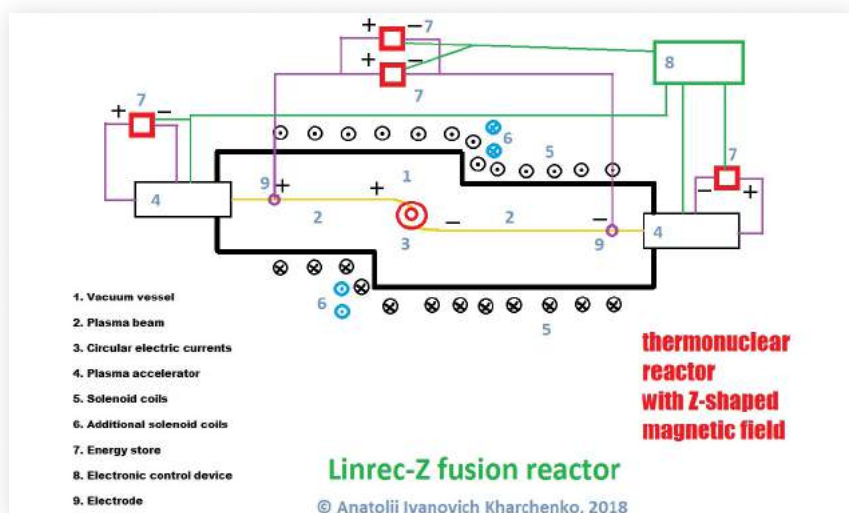 + − 7
+ −
7
8
+ 7 −
6
5
7
− +
4
9 +
+
1
2
3
−
2
−
9
4
6
5
1. Vacuum vessel
2. Plasma beam
3. Circular electric currents
4. Plasma accelerator
5. Solenoid coils
6. Additional solenoid coils
7. Energy store
8. Electronic control device
9. Electrode
thermonuclear
reactor
with Z-shaped
magnetic field
Linrec-Z fusion reactor
© Anatolii Ivanovich Kharchenko, 2018